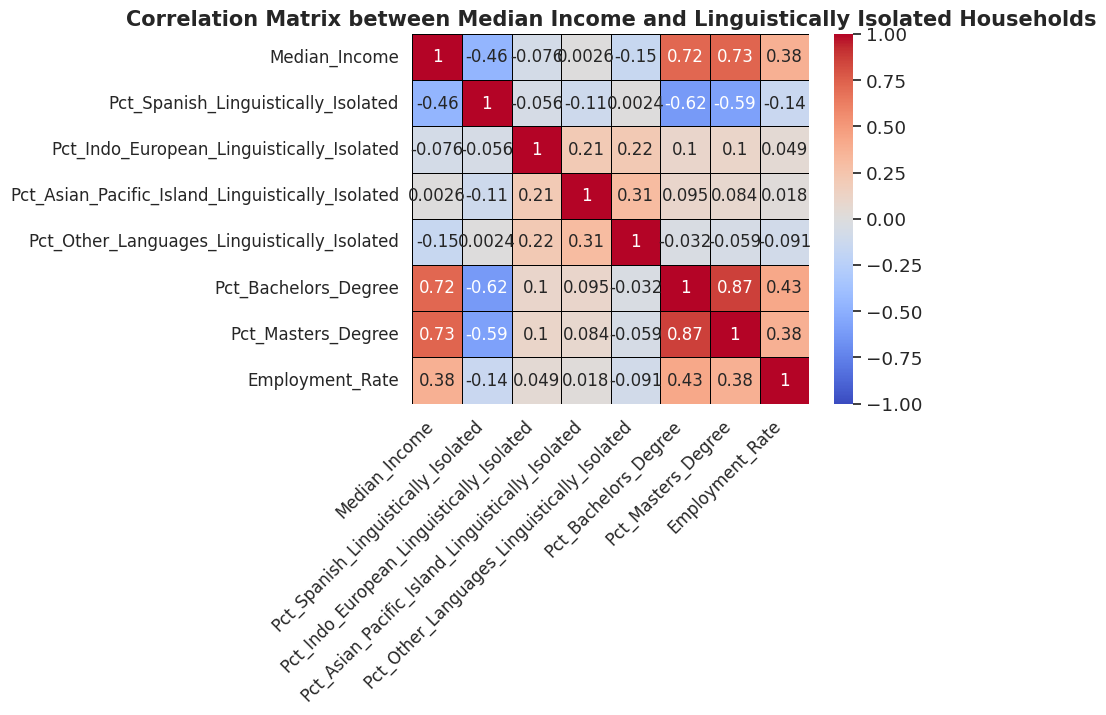 Correlation Matrix between Median Income and Linguistically Isolated Households
Median_Income 1 -0.46 -0.076 0.0026 -0.15 0.72 0.73 0.38
Pct_Spanish_Linguistically_Isolated -0.46 1 -0.056 -0.11 0.0024 -0.62 -0.59 -0.14
Pct_Indo_European_Linguistically_Isolated -0.076 -0.056 1 0.21 0.22 0.1 0.1 0.049
Pct_Asian_Pacific_Island_Linguistically_Isolated 0.0026 -0.11 0.21 1 0.31 0.095 0.084 0.018
Pct_Other_Languages_Linguistically_Isolated -0.15 0.0024 0.22 0.31 1 -0.032 -0.059 -0.091
Pct_Bachelors_Degree 0.72 -0.62 0.1 0.095 -0.032 1 0.87 0.43
Pct_Masters_Degree 0.73 -0.59 0.1 0.084 -0.059 0.87 1 0.38
Employment_Rate 0.38 -0.14 0.049 0.018 -0.091 0.43 0.38 1
Median_Income
Pct_Spanish_Linguistically_Isolated
Pct_Indo_European_Linguistically_Isolated
Pct_Asian_Pacific_Island_Linguistically_Isolated
Pct_Other_Languages_Linguistically_Isolated
Pct_Bachelors_Degree
Pct_Masters_Degree
Employment_Rate
1.00
0.75
0.50
0.25
0.00
−0.25
−0.50
−0.75
−1.00